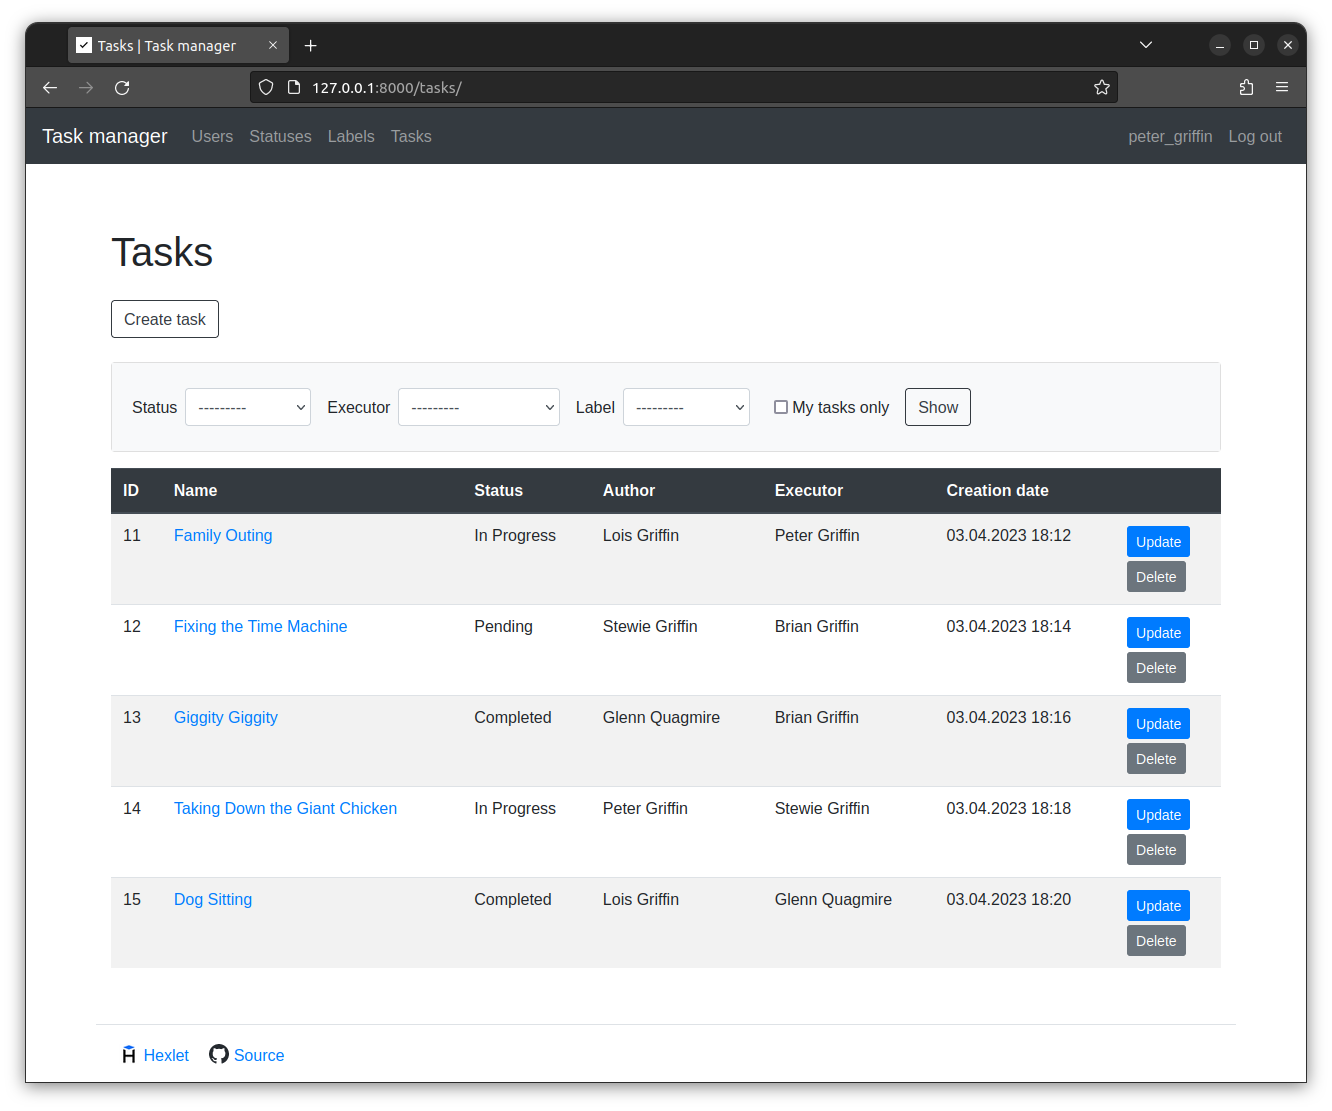 Tasks | Task manager
127.0.0.1:8000/tasks/
Task manager Users Statuses Labels Tasks peter_griffin Log out
Tasks
Create task
Status --------- Executor --------- Label --------- My tasks only Show
ID Name Status Author Executor Creation date
11 Family Outing In Progress Lois Griffin Peter Griffin 03.04.2023 18:12 Update
Delete
12 Fixing the Time Machine Pending Stewie Griffin Brian Griffin 03.04.2023 18:14 Update
Delete
13 Giggity Giggity Completed Glenn Quagmire Brian Griffin 03.04.2023 18:16 Update
Delete
14 Taking Down the Giant Chicken In Progress Peter Griffin Stewie Griffin 03.04.2023 18:18 Update
Delete
15 Dog Sitting Completed Lois Griffin Glenn Quagmire 03.04.2023 18:20 Update
Delete
Hexlet Source